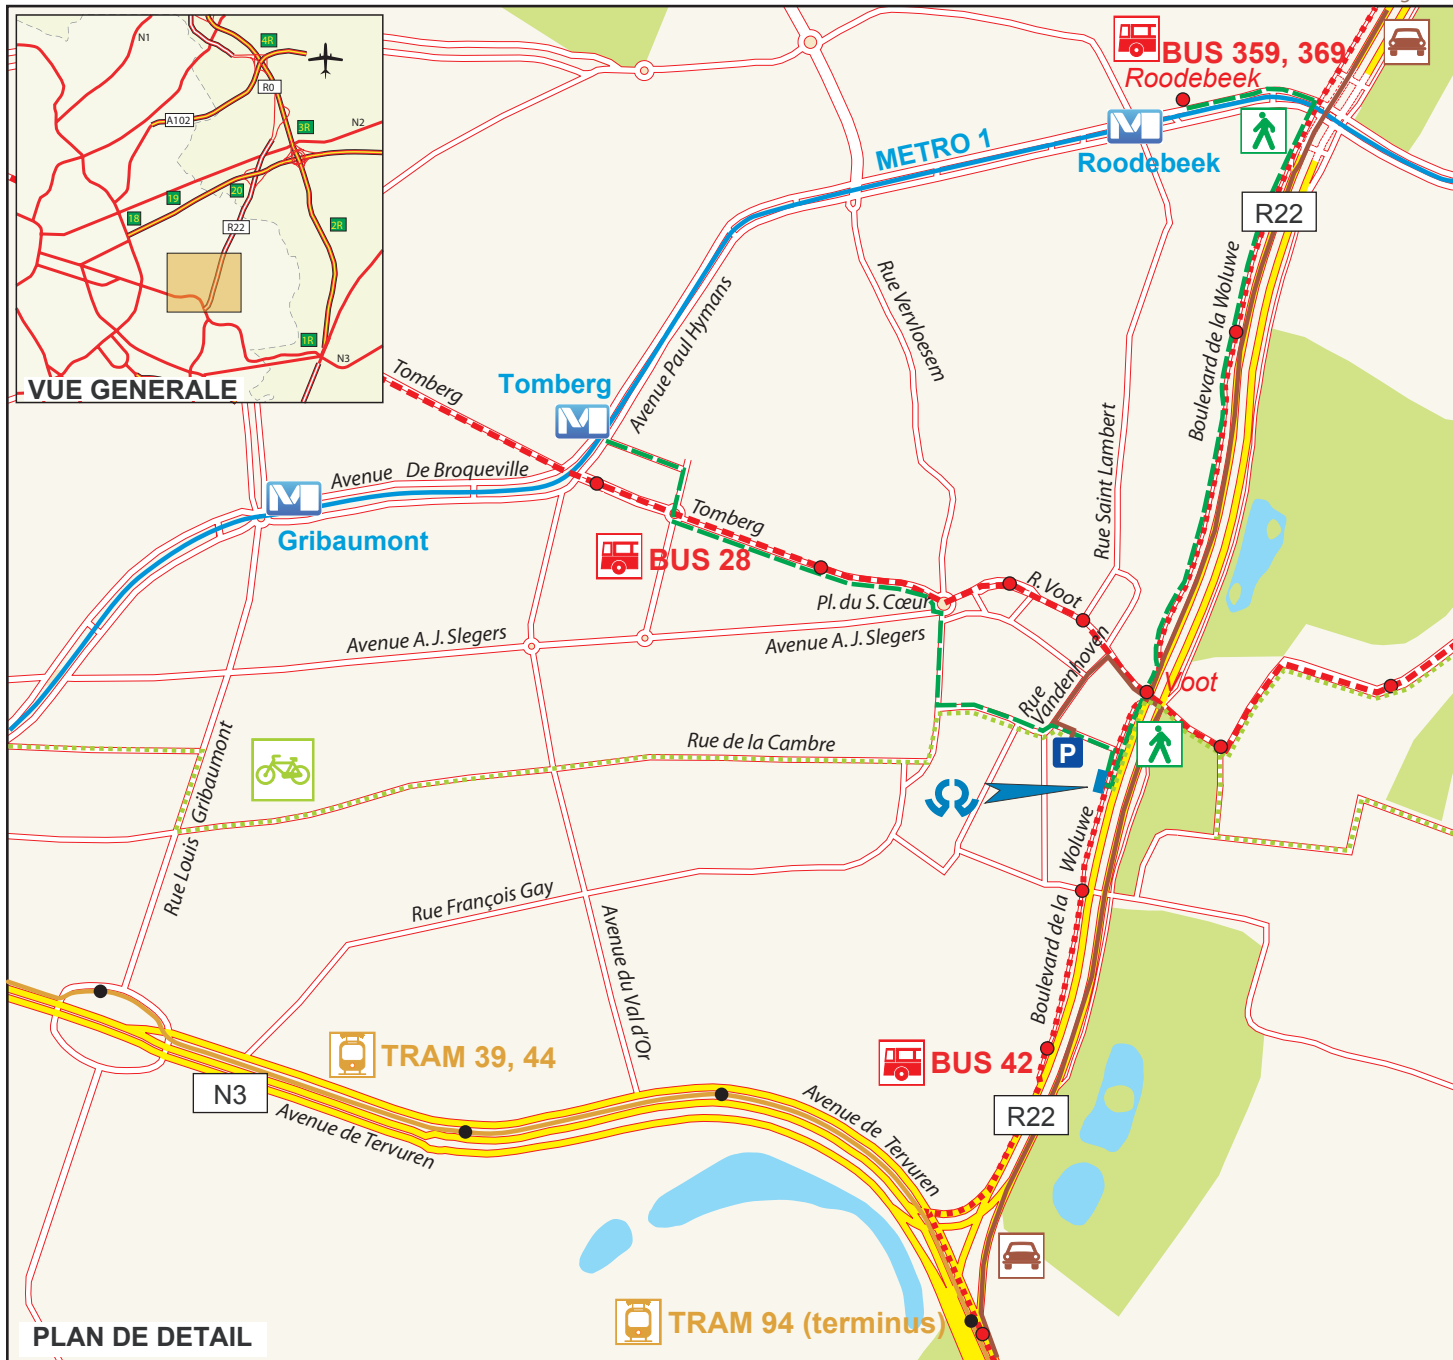 N1
4R
R0
A102
3R
N2
19
20
18
R22
2R
1R
N3
VUE GENERALE
BUS 359, 369
Roodebeek
METRO 1
Roodebeek
R22
Boulevard de la Woluwe
Rue Vervloesem
Avenue Paul Hymans
Tomberg
Tomberg
Rue Saint Lambert
Avenue De Broqueville
Gribaumont
Tomberg
BUS 28
R. Voot
Pl. du S. Cœur
Avenue A. J. Slegers
Avenue A. J. Slegers
Rue Vandenhoven
Voot
Rue de la Cambre
P
Rue Louis Gribaumont
Boulevard de la Woluwe
Rue François Gay
Avenue du Val d'Or
TRAM 39, 44
BUS 42
N3
R22
Avenue de Tervuren
Avenue de Tervuren
TRAM 94 (terminus)
PLAN DE DETAIL